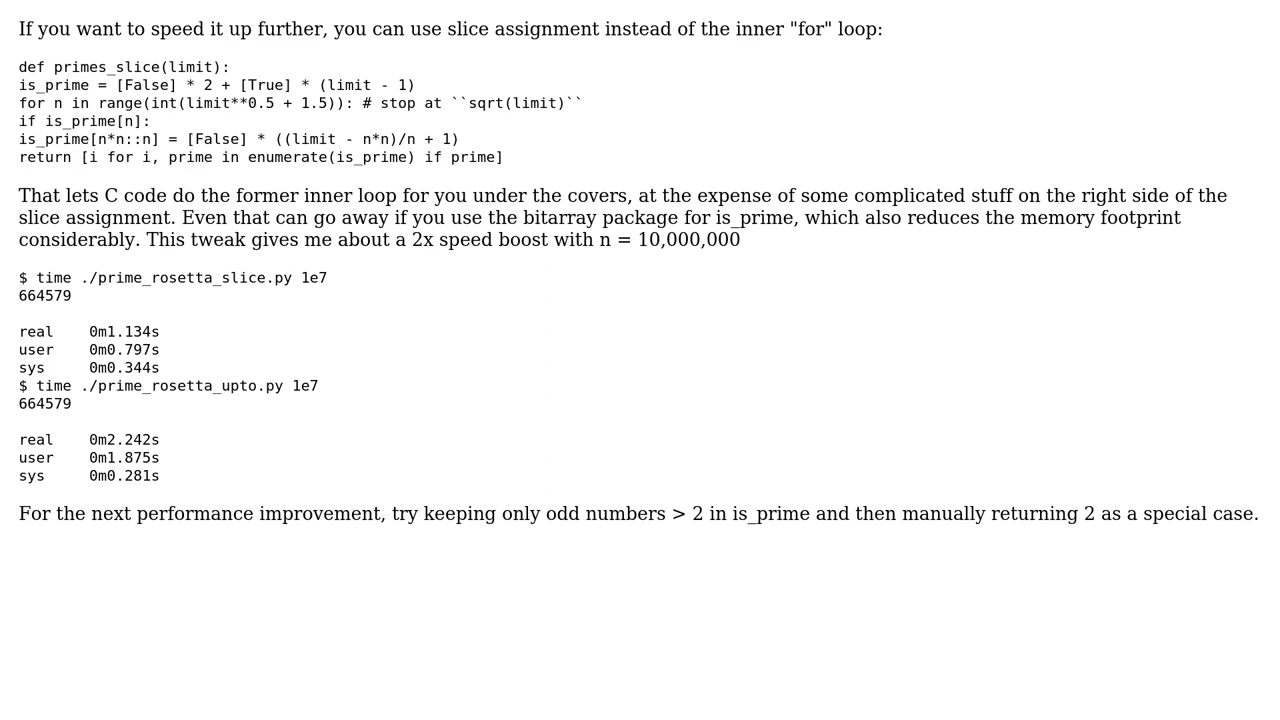 If you want to speed it up further, you can use slice assignment instead of the inner "for" loop:
def primes_slice(limit):
is_prime = [False] * 2 + [True] * (limit - 1)
for n in range(int(limit**0.5 + 1.5)): # stop at ``sqrt(limit)``
if is_prime[n]:
is_prime[n*n::n] = [False] * ((limit - n*n)/n + 1)
return [i for i, prime in enumerate(is_prime) if prime]
That lets C code do the former inner loop for you under the covers, at the expense of some complicated stuff on the right side of the
slice assignment. Even that can go away if you use the bitarray package for is_prime, which also reduces the memory footprint
considerably. This tweak gives me about a 2x speed boost with n = 10,000,000
$ time ./prime_rosetta_slice.py 1e7
664579
real    0m1.134s
user    0m0.797s
sys     0m0.344s
$ time ./prime_rosetta_upto.py 1e7
664579
real    0m2.242s
user    0m1.875s
sys     0m0.281s
For the next performance improvement, try keeping only odd numbers > 2 in is_prime and then manually returning 2 as a special case.